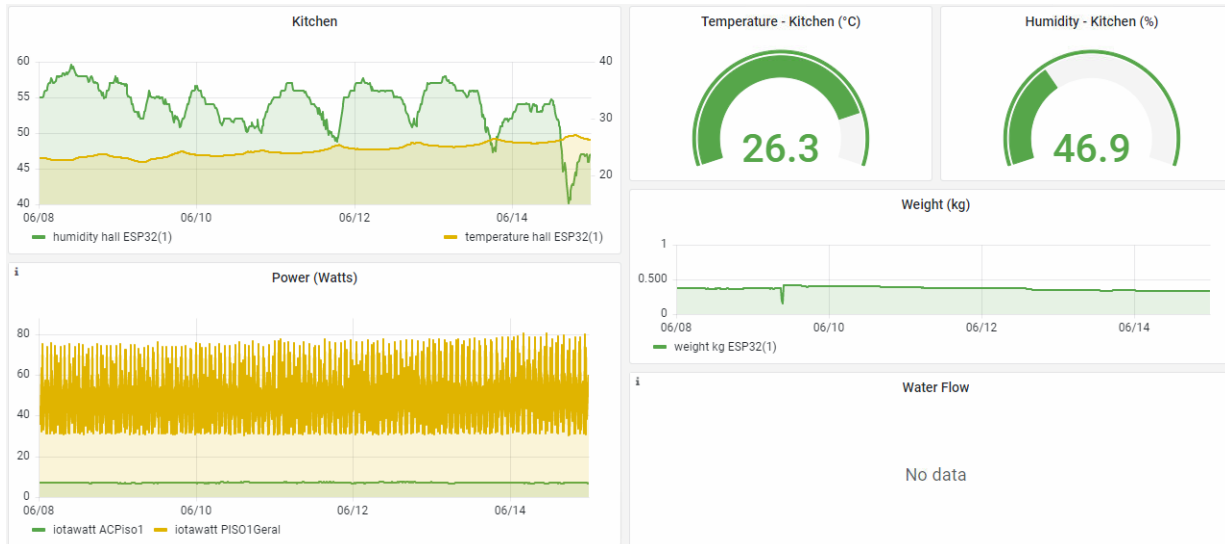 Kitchen
60
55
50
45
40
40
30
20
06/08
06/10
06/12
06/14
humidity hall ESP32(1)
temperature hall ESP32(1)
Temperature - Kitchen (°C)
26.3
Humidity - Kitchen (%)
46.9
Weight (kg)
1
0.500
0
06/08
06/10
06/12
06/14
weight kg ESP32(1)
i
Power (Watts)
80
60
40
20
0
06/08
06/10
06/12
06/14
iotawatt ACPiso1
iotawatt PISO1Geral
i
Water Flow
No data